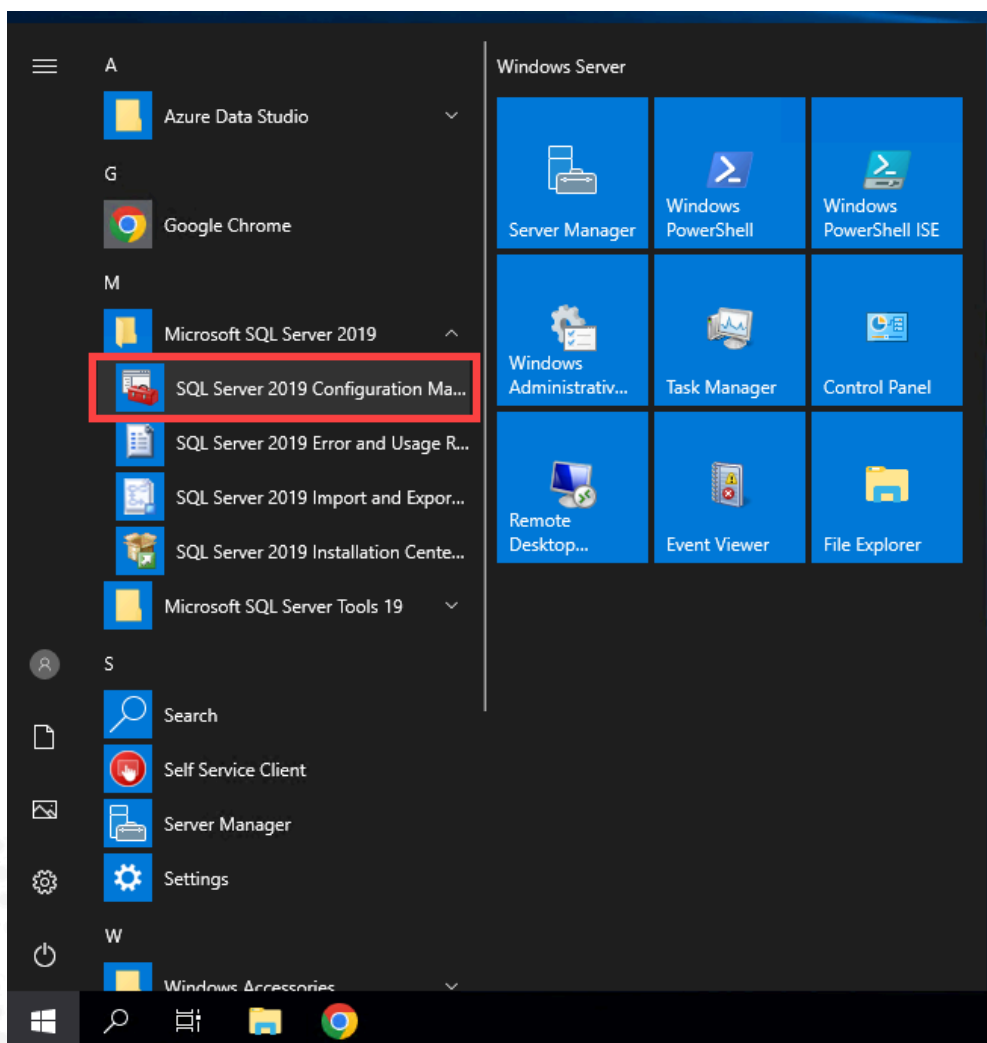 A
Azure Data Studio
G
Google Chrome
M
Microsoft SQL Server 2019
SQL Server 2019 Configuration Ma...
SQL Server 2019 Error and Usage R...
SQL Server 2019 Import and Expor...
SQL Server 2019 Installation Cente...
Microsoft SQL Server Tools 19
S
Search
Self Service Client
Server Manager
Settings
W
Windows Accessories
Windows Server
Server Manager
Windows
PowerShell
Windows
PowerShell ISE
Windows
Administrativ...
Task Manager
Control Panel
Remote
Desktop...
Event Viewer
File Explorer